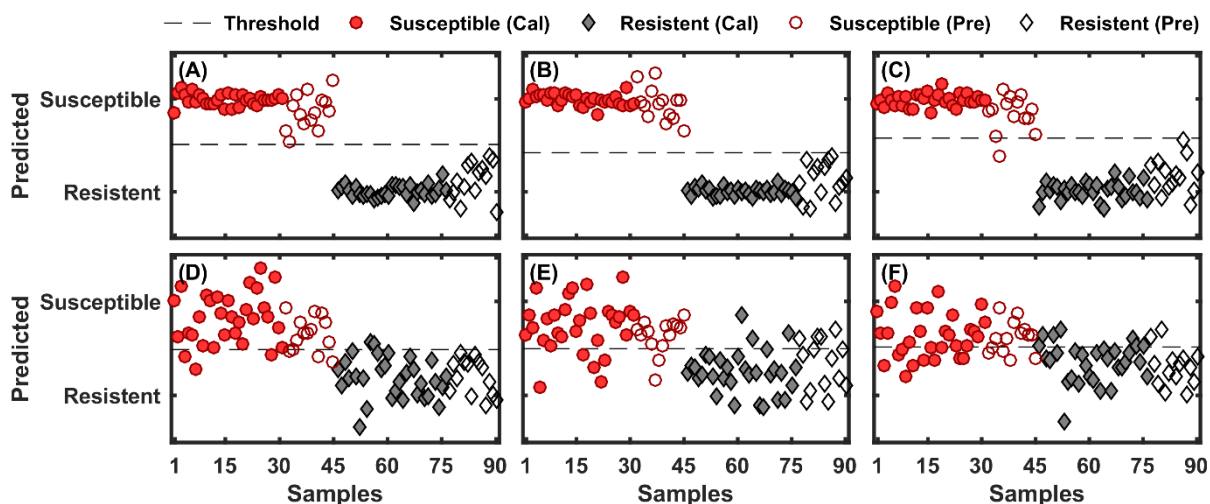 Threshold Susceptible (Cal) Resistent (Cal) Susceptible (Pre) Resistent (Pre)
(A) (B) (C)
Predicted
Susceptible
Resistent
(D) (E) (F)
Predicted
Susceptible
Resistent
1 15 30 45 60 75 90 1 15 30 45 60 75 90 1 15 30 45 60 75 90
Samples Samples Samples